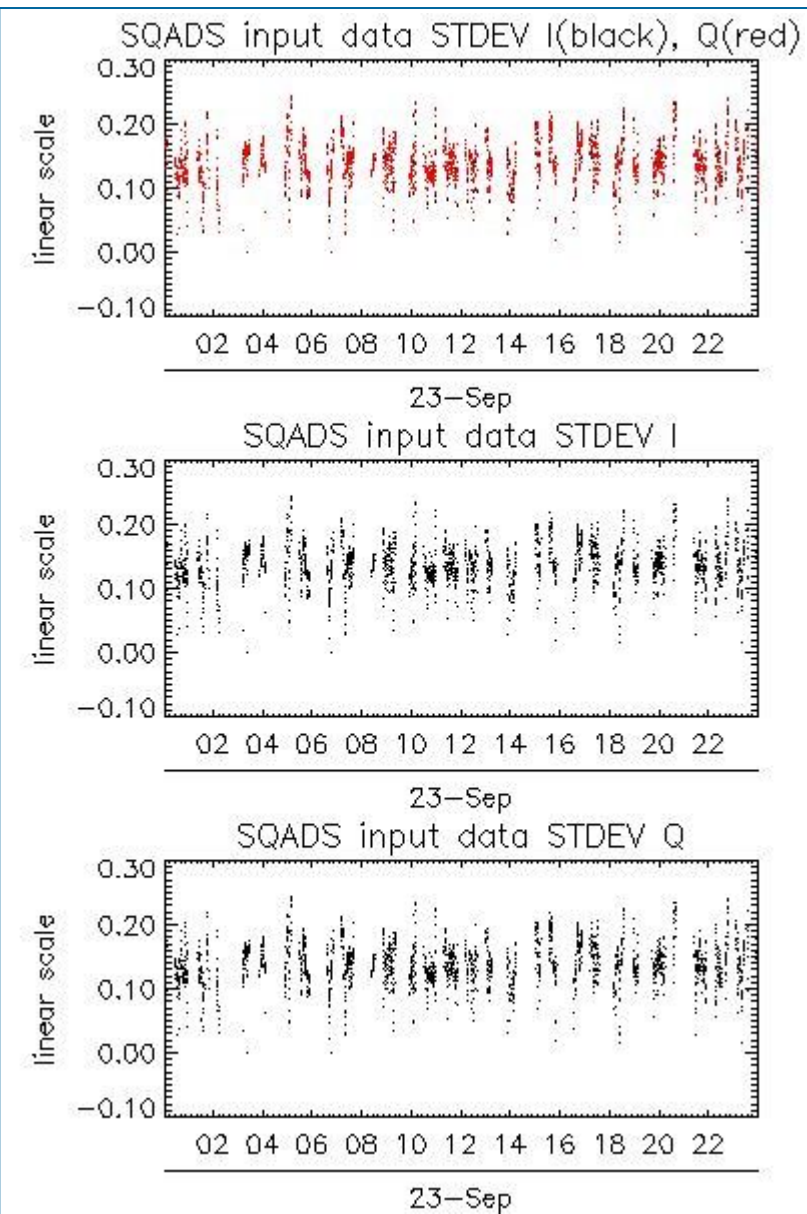 SQADS input data STDEV I(black), Q(red)
0.30
0.20
0.10
0.00
−0.10
linear scale
02 04 06 08 10 12 14 16 18 20 22
23−Sep
SQADS input data STDEV I
0.30
0.20
0.10
0.00
−0.10
linear scale
02 04 06 08 10 12 14 16 18 20 22
23−Sep
SQADS input data STDEV Q
0.30
0.20
0.10
0.00
−0.10
linear scale
02 04 06 08 10 12 14 16 18 20 22
23−Sep